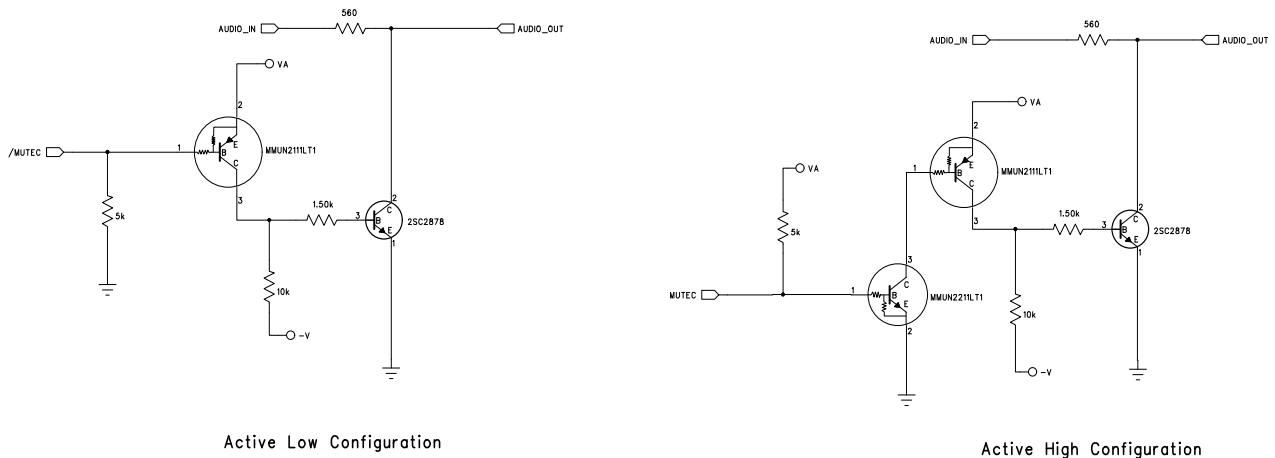 560
AUDIO_IN
AUDIO_OUT
VA
2
/MUTEC
1
E
B
C
MMUN2111LT1
3
5k
1.50k
3
B
C
E
2
1
2SC2878
10k
-V
Active Low Configuration
560
AUDIO_IN
AUDIO_OUT
VA
2
E
B
C
1
MMUN2111LT1
3
VA
5k
1.50k
3
B
C
E
2
1
2SC2878
MUTEC
1
3
C
B
E
2
MMUN2211LT1
10k
-V
Active High Configuration